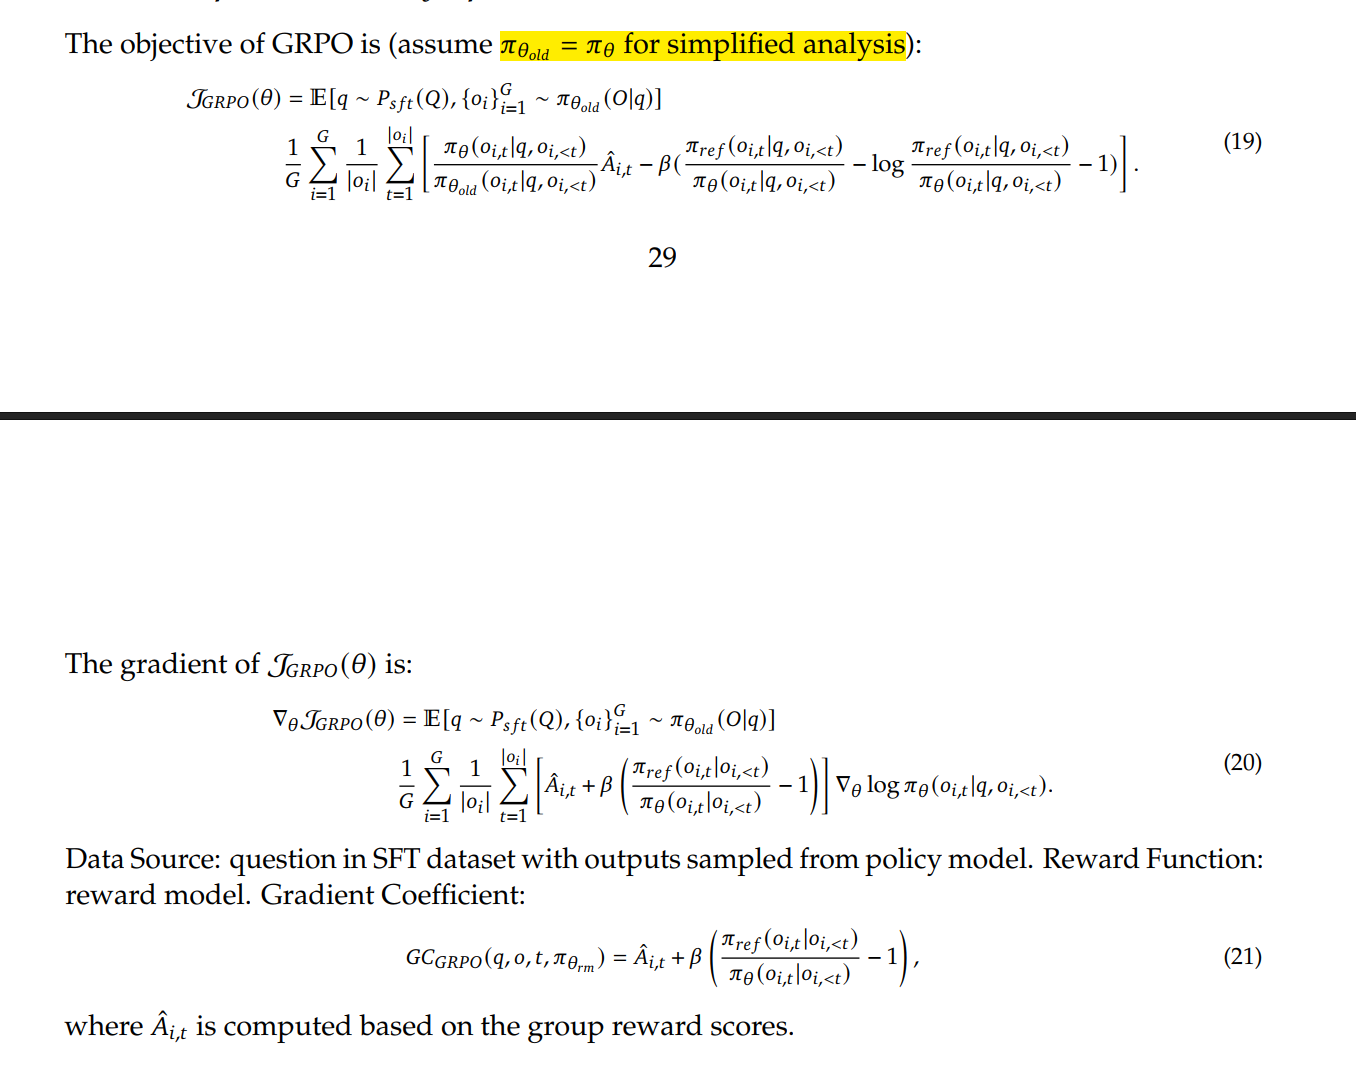 The objective of GRPO is (assume $\pi_{\theta_{old}} = \pi_\theta$ for simplified analysis):
$\mathcal{J}_{GRPO}(\theta) = \mathbb{E}[q \sim P_{sft}(Q), \{o_i\}_{i=1}^{G} \sim \pi_{\theta_{old}}(O|q)]$
$\frac{1}{G} \sum_{i=1}^{G} \frac{1}{|o_i|} \sum_{t=1}^{|o_i|} \left[ \frac{\pi_\theta(o_{i,t}|q, o_{i,<t})}{\pi_{\theta_{old}}(o_{i,t}|q, o_{i,<t})} \hat{A}_{i,t} - \beta( \frac{\pi_{ref}(o_{i,t}|q, o_{i,<t})}{\pi_\theta(o_{i,t}|q, o_{i,<t})} - \log \frac{\pi_{ref}(o_{i,t}|q, o_{i,<t})}{\pi_\theta(o_{i,t}|q, o_{i,<t})} - 1) \right].$ (19)
29
The gradient of $\mathcal{J}_{GRPO}(\theta)$ is:
$\nabla_\theta \mathcal{J}_{GRPO}(\theta) = \mathbb{E}[q \sim P_{sft}(Q), \{o_i\}_{i=1}^{G} \sim \pi_{\theta_{old}}(O|q)]$
$\frac{1}{G} \sum_{i=1}^{G} \frac{1}{|o_i|} \sum_{t=1}^{|o_i|} \left[ \hat{A}_{i,t} + \beta \left( \frac{\pi_{ref}(o_{i,t}|o_{i,<t})}{\pi_\theta(o_{i,t}|o_{i,<t})} - 1 \right) \right] \nabla_\theta \log \pi_\theta(o_{i,t}|q, o_{i,<t}).$ (20)
Data Source: question in SFT dataset with outputs sampled from policy model. Reward Function:
reward model. Gradient Coefficient:
$GC_{GRPO}(q, o, t, \pi_{\theta_{rm}}) = \hat{A}_{i,t} + \beta \left( \frac{\pi_{ref}(o_{i,t}|o_{i,<t})}{\pi_\theta(o_{i,t}|o_{i,<t})} - 1 \right),$ (21)
where $\hat{A}_{i,t}$ is computed based on the group reward scores.